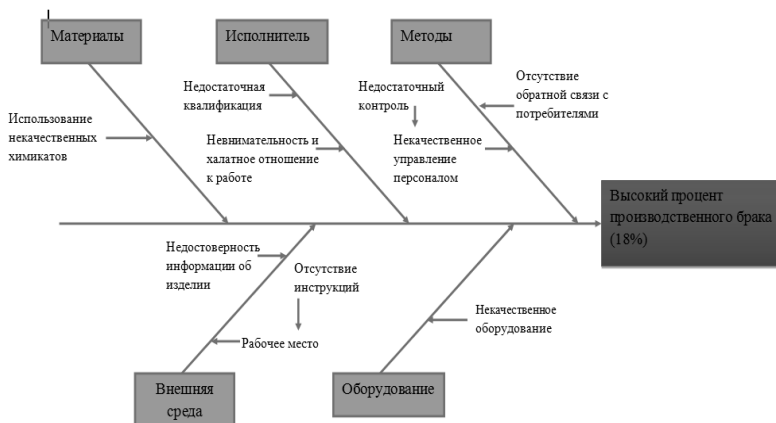 Материалы
Исполнитель
Методы
Недостаточная
квалификация
Недостаточный
контроль
Отсутствие
обратной связи с
потребителями
Использование
некачественных
химикатов
Невнимательность и
халатное отношение
к работе
Некачественное
управление
персоналом
Высокий процент
производственного брака
(18%)
Недостоверность
информации об
изделии
Отсутствие
инструкций
Рабочее место
Некачественное
оборудование
Внешняя
среда
Оборудование